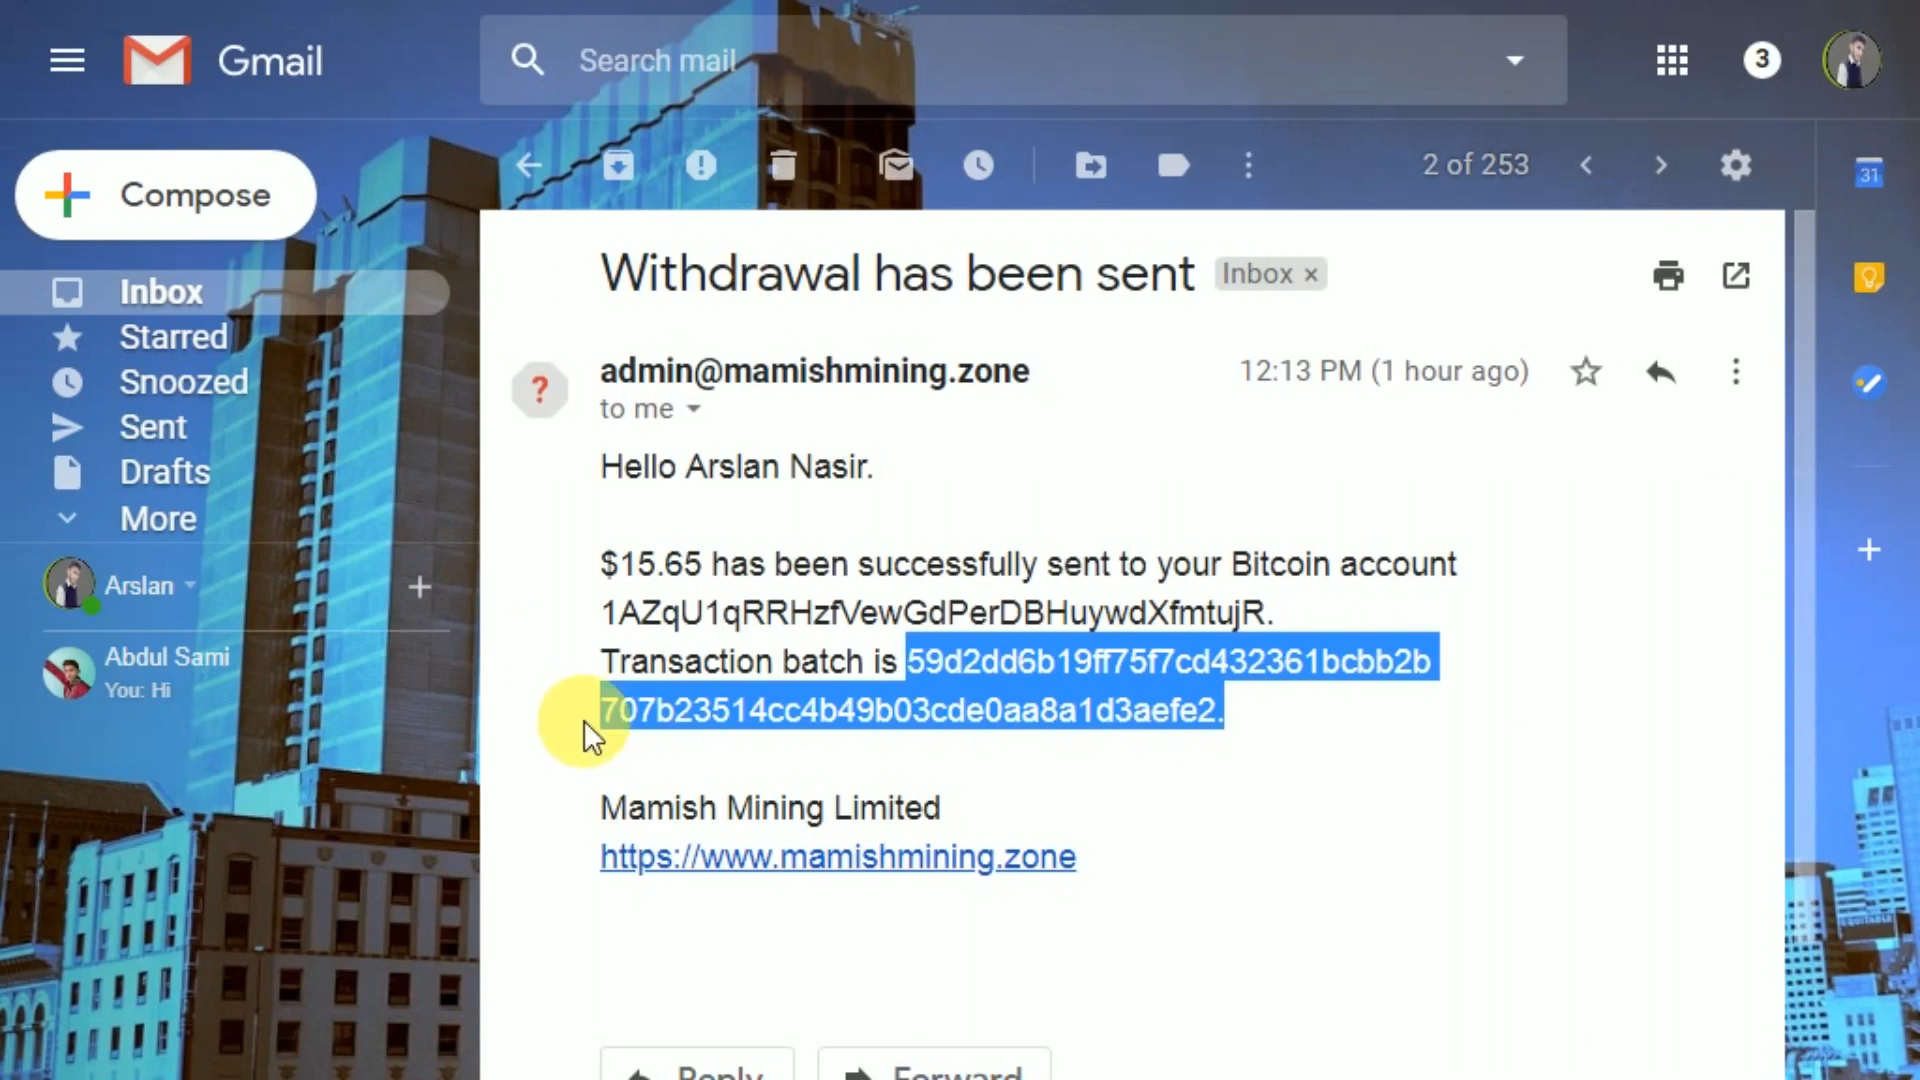 Gmail
Search mail
3
Compose
2 of 253
31
Inbox
Starred
Snoozed
Sent
Drafts
More
Arslan
Abdul Sami
You: Hi
Withdrawal has been sent
Inbox ×
?
admin@mamishmining.zone
12:13 PM (1 hour ago)
to me
Hello Arslan Nasir.
$15.65 has been successfully sent to your Bitcoin account
1AZqU1qRRHzfVewGdPerDBHuywdXfmtujR.
Transaction batch is 59d2dd6b19ff75f7cd432361bcbb2b
707b23514cc4b49b03cde0aa8a1d3aefe2.
Mamish Mining Limited
https://www.mamishmining.zone
Reply
Forward